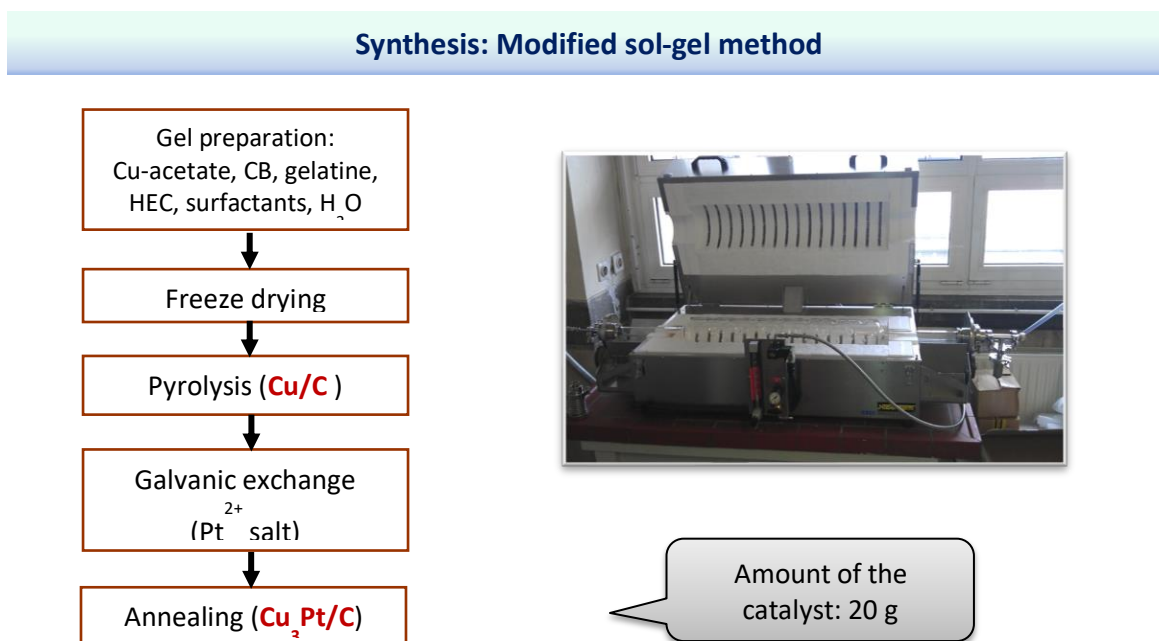 Synthesis: Modified sol-gel method
Gel preparation:
Cu-acetate, CB, gelatine,
HEC, surfactants, H₂O
Freeze drying
Pyrolysis (Cu/C )
Galvanic exchange
(Pt²⁺ salt)
Annealing (Cu₃Pt/C)
Amount of the
catalyst: 20 g